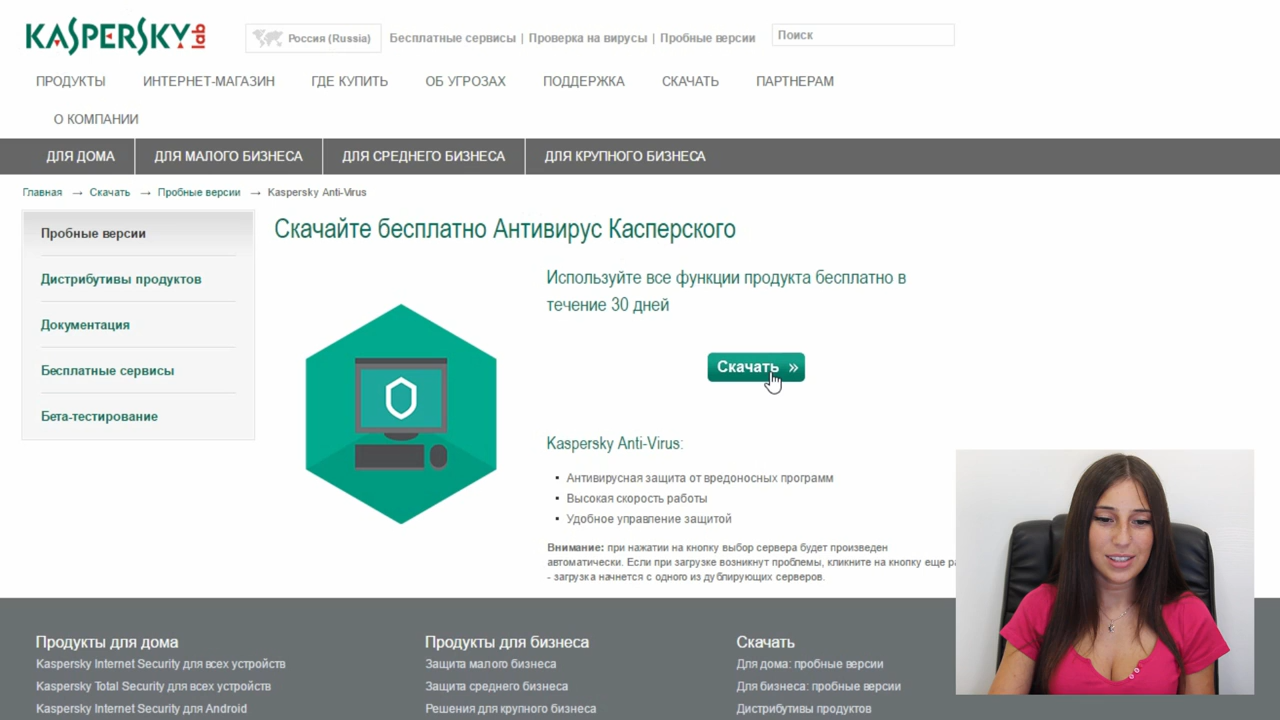 KASPERSKY lab
Россия (Russia)
Бесплатные сервисы | Проверка на вирусы | Пробные версии
Поиск
ПРОДУКТЫ ИНТЕРНЕТ-МАГАЗИН ГДЕ КУПИТЬ ОБ УГРОЗАХ ПОДДЕРЖКА СКАЧАТЬ ПАРТНЕРАМ
О КОМПАНИИ
ДЛЯ ДОМА ДЛЯ МАЛОГО БИЗНЕСА ДЛЯ СРЕДНЕГО БИЗНЕСА ДЛЯ КРУПНОГО БИЗНЕСА
Главная → Скачать → Пробные версии → Kaspersky Anti-Virus
Пробные версии
Дистрибутивы продуктов
Документация
Бесплатные сервисы
Бета-тестирование
Скачайте бесплатно Антивирус Касперского
Используйте все функции продукта бесплатно в
течение 30 дней
Скачать »
Kaspersky Anti-Virus:
▪ Антивирусная защита от вредоносных программ
▪ Высокая скорость работы
▪ Удобное управление защитой
Внимание: при нажатии на кнопку выбор сервера будет произведен
автоматически. Если при загрузке возникнут проблемы, кликните на кнопку еще
- загрузка начнется с одного из дублирующих серверов.
Продукты для дома
Kaspersky Internet Security для всех устройств
Kaspersky Total Security для всех устройств
Kaspersky Internet Security для Android
Продукты для бизнеса
Защита малого бизнеса
Защита среднего бизнеса
Решения для крупного бизнеса
Скачать
Для дома: пробные версии
Для бизнеса: пробные версии
Дистрибутивы продуктов